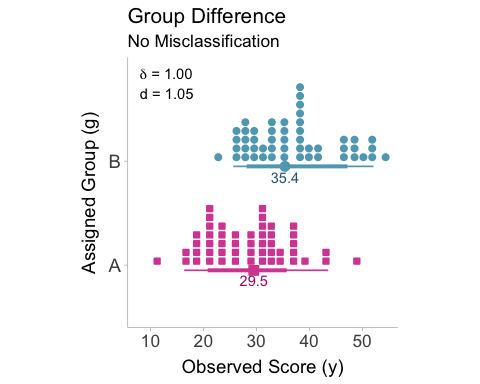 Group Difference
No Misclassification
δ = 1.00
d = 1.05
Assigned Group (g)
B
35.4
A
29.5
10 20 30 40 50
Observed Score (y)